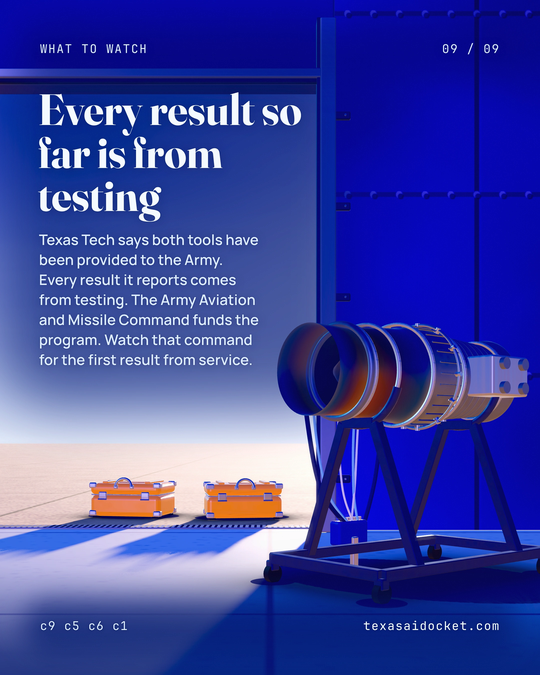 WHAT TO WATCH
09 / 09
Every result so
far is from
testing
Texas Tech says both tools have
been provided to the Army.
Every result it reports comes
from testing. The Army Aviation
and Missile Command funds the
program. Watch that command
for the first result from service.
c9 c5 c6 c1
texasaidocket.com